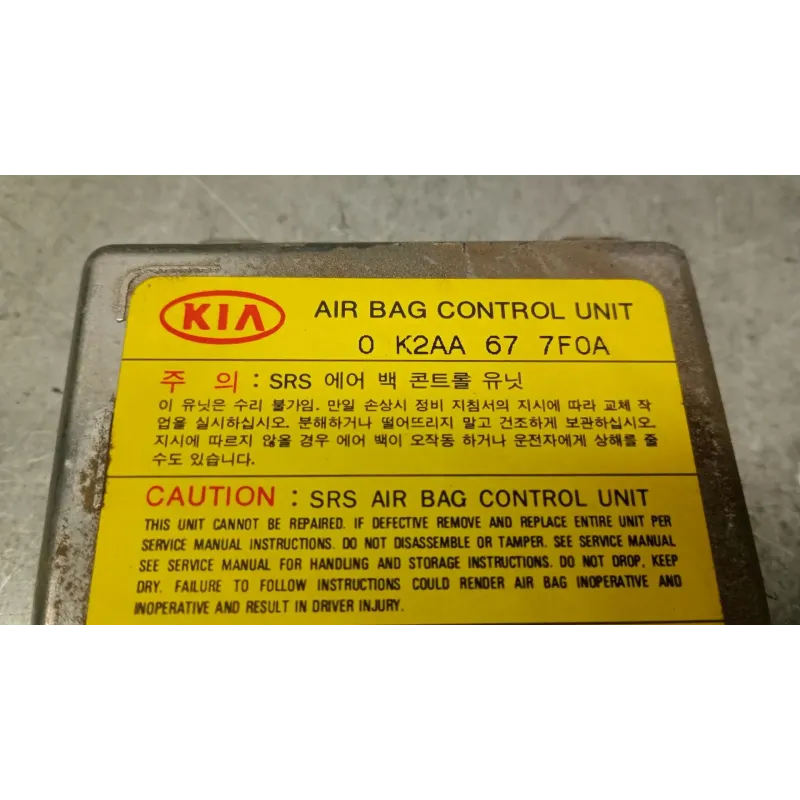 KIA AIR BAG CONTROL UNIT
0 K2AA 67 7F0A
주 의 : SRS 에어 백 콘트롤 유닛
이 유닛은 수리 불가임. 만일 손상시 정비 지침서의 지시에 따라 교체 작
업을 실시하십시오. 분해하거나 떨어뜨리지 말고 건조하게 보관하십시오.
지시에 따르지 않을 경우 에어 백이 오작동 하거나 운전자에게 상해를 줄
수도 있습니다.
CAUTION : SRS AIR BAG CONTROL UNIT
THIS UNIT CANNOT BE REPAIRED. IF DEFECTIVE REMOVE AND REPLACE ENTIRE UNIT PER
SERVICE MANUAL INSTRUCTIONS. DO NOT DISASSEMBLE OR TAMPER. SEE SERVICE MANUAL
SEE SERVICE MANUAL FOR HANDLING AND STORAGE INSTRUCTIONS. DO NOT DROP, KEEP
DRY. FAILURE TO FOLLOW INSTRUCTIONS COULD RENDER AIR BAG INOPERATIVE AND
INOPERATIVE AND RESULT IN DRIVER INJURY.